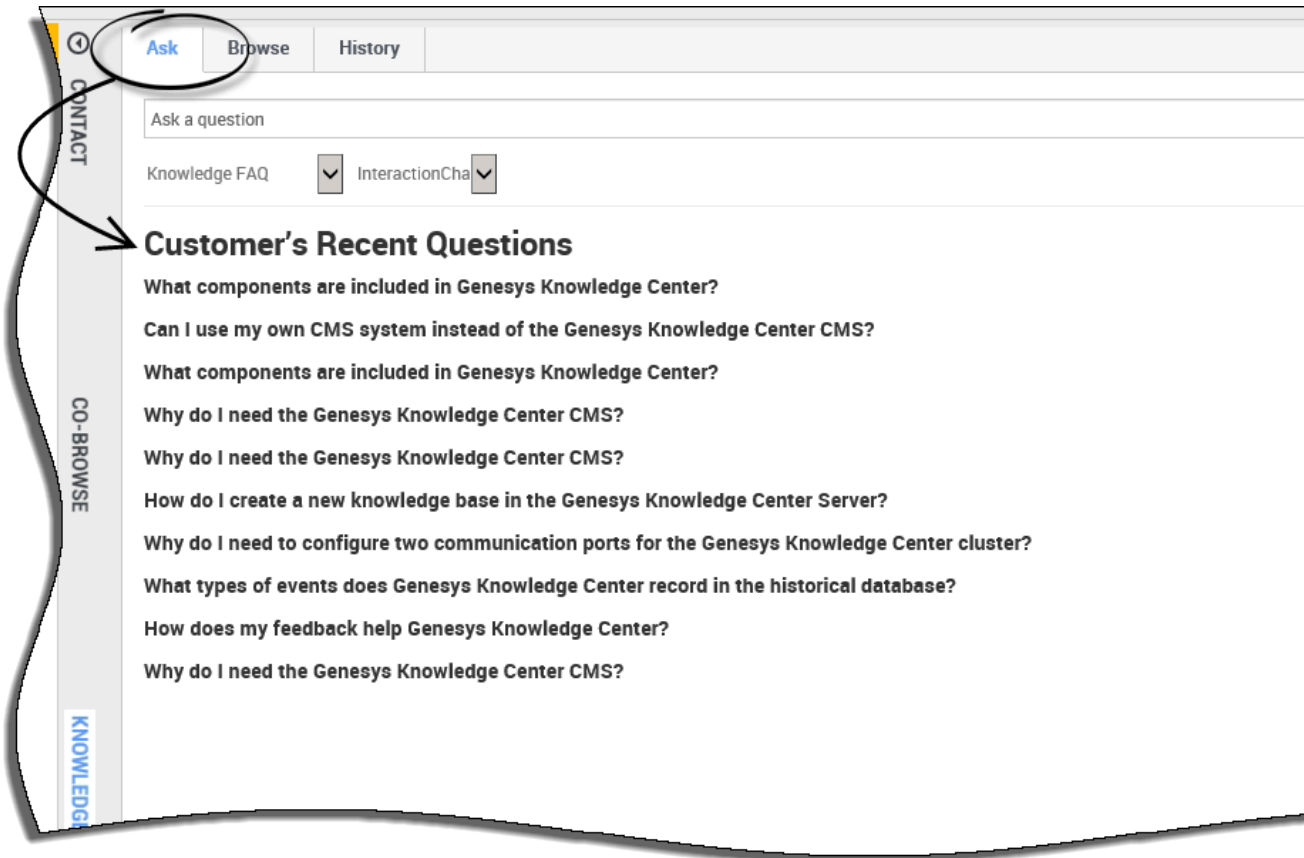 Ask Browse History
CONTACT
Ask a question
Knowledge FAQ InteractionCha
Customer's Recent Questions
What components are included in Genesys Knowledge Center?
Can I use my own CMS system instead of the Genesys Knowledge Center CMS?
What components are included in Genesys Knowledge Center?
Why do I need the Genesys Knowledge Center CMS?
CO-BROWSE
Why do I need the Genesys Knowledge Center CMS?
How do I create a new knowledge base in the Genesys Knowledge Center Server?
Why do I need to configure two communication ports for the Genesys Knowledge Center cluster?
What types of events does Genesys Knowledge Center record in the historical database?
How does my feedback help Genesys Knowledge Center?
Why do I need the Genesys Knowledge Center CMS?
KNOWLEDGE